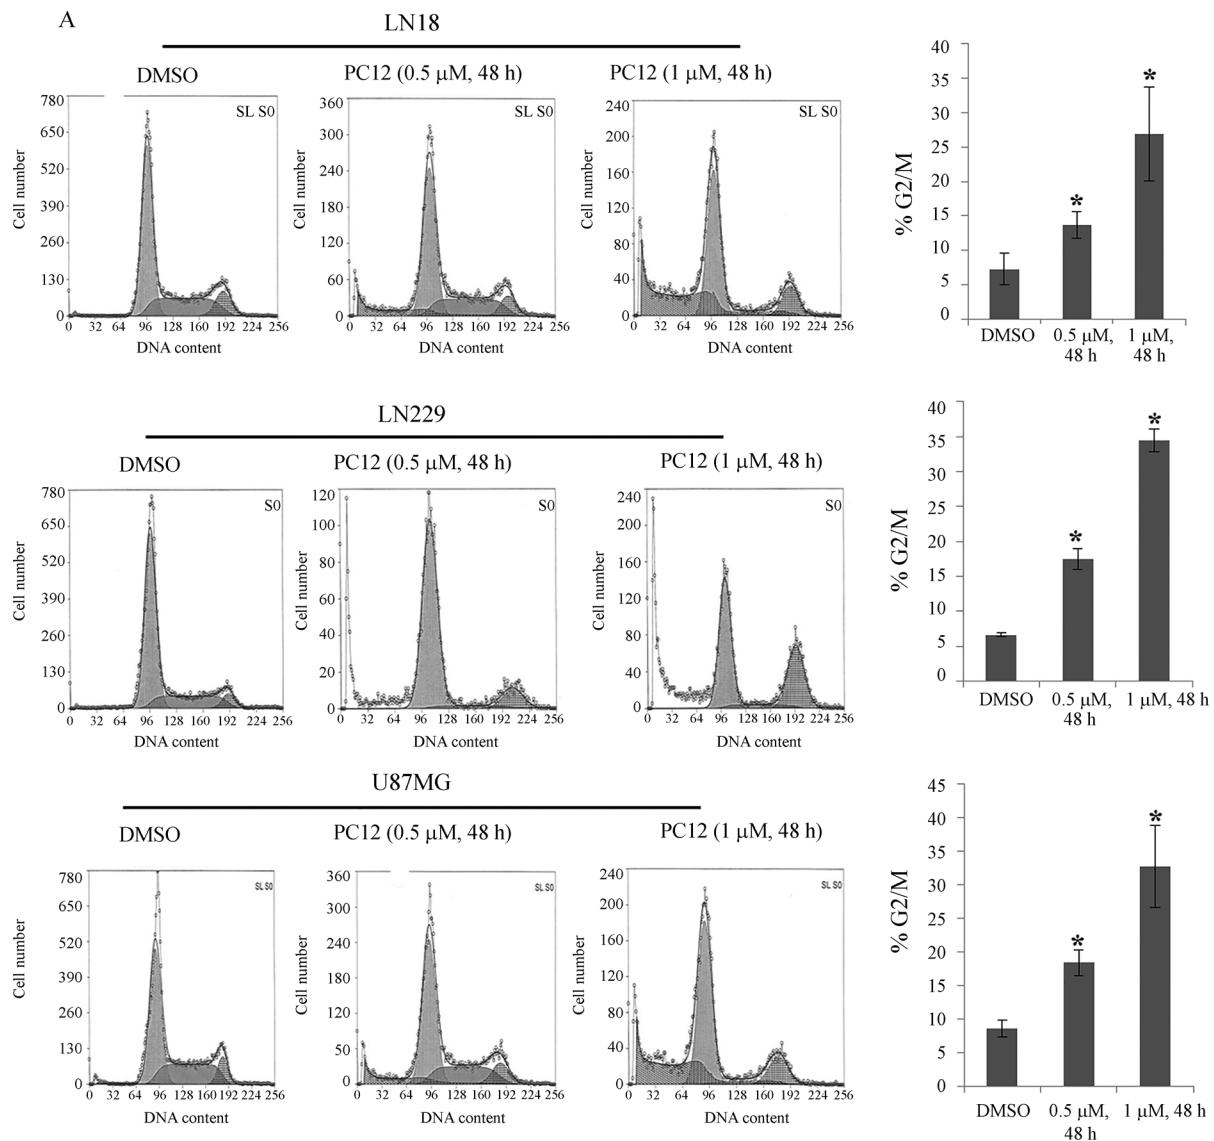 A
LN18
DMSO
PC12 (0.5 μM, 48 h)
PC12 (1 μM, 48 h)
780
650
520
390
260
130
0
Cell number
SL S0
0 32 64 96 128 160 192 224 256
DNA content
360
300
240
180
120
60
0
Cell number
SL S0
0 32 64 96 128 160 192 224 256
DNA content
240
200
160
120
80
40
0
Cell number
SL S0
0 32 64 96 128 160 192 224 256
DNA content
40
35
30
25
20
15
10
5
0
% G2/M
*
*
DMSO
0.5 μM,
48 h
1 μM,
48 h
LN229
DMSO
PC12 (0.5 μM, 48 h)
PC12 (1 μM, 48 h)
780
650
520
390
260
130
0
Cell number
S0
0 32 64 96 128 160 192 224 256
DNA content
120
100
80
60
40
20
0
Cell number
S0
0 32 64 96 128 160 192 224 256
DNA content
240
200
160
120
80
40
0
Cell number
0 32 64 96 128 160 192 224 256
DNA content
40
35
30
25
20
15
10
5
0
% G2/M
*
*
DMSO
0.5 μM,
48 h
1 μM, 48 h
U87MG
DMSO
PC12 (0.5 μM, 48 h)
PC12 (1 μM, 48 h)
780
650
520
390
260
130
0
Cell number
SL S0
0 32 64 96 128 160 192 224 256
DNA content
360
300
240
180
120
50
0
Cell number
SL S0
0 32 64 96 128 160 192 224 256
DNA content
240
200
160
120
80
40
0
Cell number
SL S0
0 32 64 96 128 160 192 224 256
DNA content
45
40
35
30
25
20
15
10
5
0
% G2/M
*
*
DMSO
0.5 μM,
48 h
1 μM, 48 h